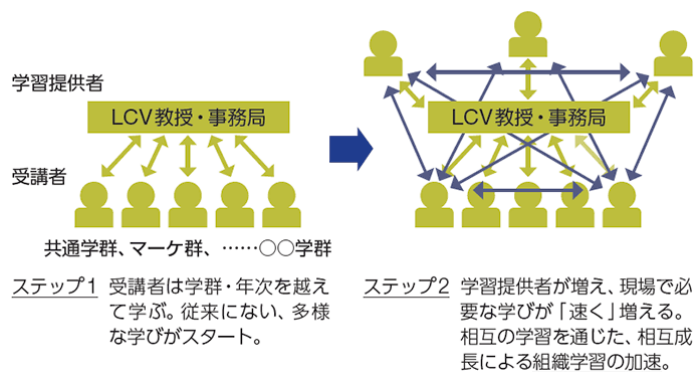 学習提供者
LCV教授・事務局
受講者
共通学群、マーケ群、……○○学群
ステップ1 受講者は学群・年次を越え
て学ぶ。従来にない、多様
な学びがスタート。
LCV教授・事務局
ステップ2 学習提供者が増え、現場で必
要な学びが「速く」増える。
相互の学習を通じた、相互成
長による組織学習の加速。